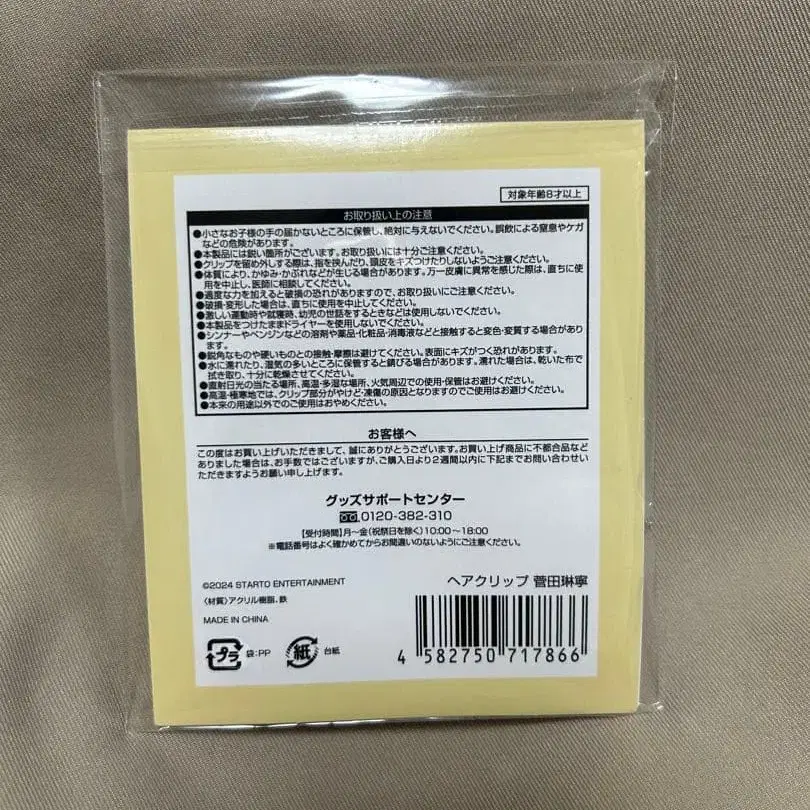 対象年齢8才以上
お取り扱い上の注意
●小さなお子様の手の届かないところに保管し、絶対に与えないでください。誤飲による窒息やケガ
などの危険があります。
●本製品には鋭い箇所がございます。お取り扱いには十分ご注意ください。
●クリップを留め外しする際は、指を挟んだり、頭皮をキズつけたりしないようご注意ください。
●体質により、かゆみ・かぶれなどが生じる場合があります。万一皮膚に異常を感じた際は、直ちに使
用を中止し、医師に相談してください。
●過度な力を加えると破損の恐れがありますので、お取り扱いにご注意ください。
●破損・変形した場合は、直ちに使用を中止してください。
●激しい運動時や就寝時、幼児の世話をするときなどは使用しないでください。
●本製品をつけたままドライヤーを使用しないでください。
●シンナーやベンジンなどの溶剤や薬品・化粧品・消毒液などと接触すると変色・変質する場合があり
ます。
●鋭角なものや硬いものとの接触・摩擦は避けてください。表面にキズがつく恐れがあります。
●水に濡れたり、湿気の多いところに保管すると錆びる場合があります。濡れた場合は、乾いた布で
拭き取り、十分に乾燥させてください。
●直射日光の当たる場所、高温・多湿な場所、火気周辺での使用・保管はお避けください。
●高温・極寒地では、クリップ部分がやけど・凍傷の原因となりますのでご使用はお避けください。
●本来の用途以外でのご使用はおやめください。
お客様へ
この度はお買い上げいただきまして、誠にありがとうございます。お買い上げ商品に不都合品など
ありました場合は、お手数ではございますが、ご購入日より2週間以内に下記までお問い合わせい
ただきますようお願い申し上げます。
グッズサポートセンター
0120-382-310
【受付時間】月〜金(祝祭日を除く)10:00〜18:00
※電話番号はよく確かめてからお間違いのないようにご注意ください。
©2024 STARTO ENTERTAINMENT
ヘアクリップ 菅田琳寧
〈材質〉アクリル樹脂、鉄
MADE IN CHINA
プラ 袋:PP 紙 台紙
4 582750 717866